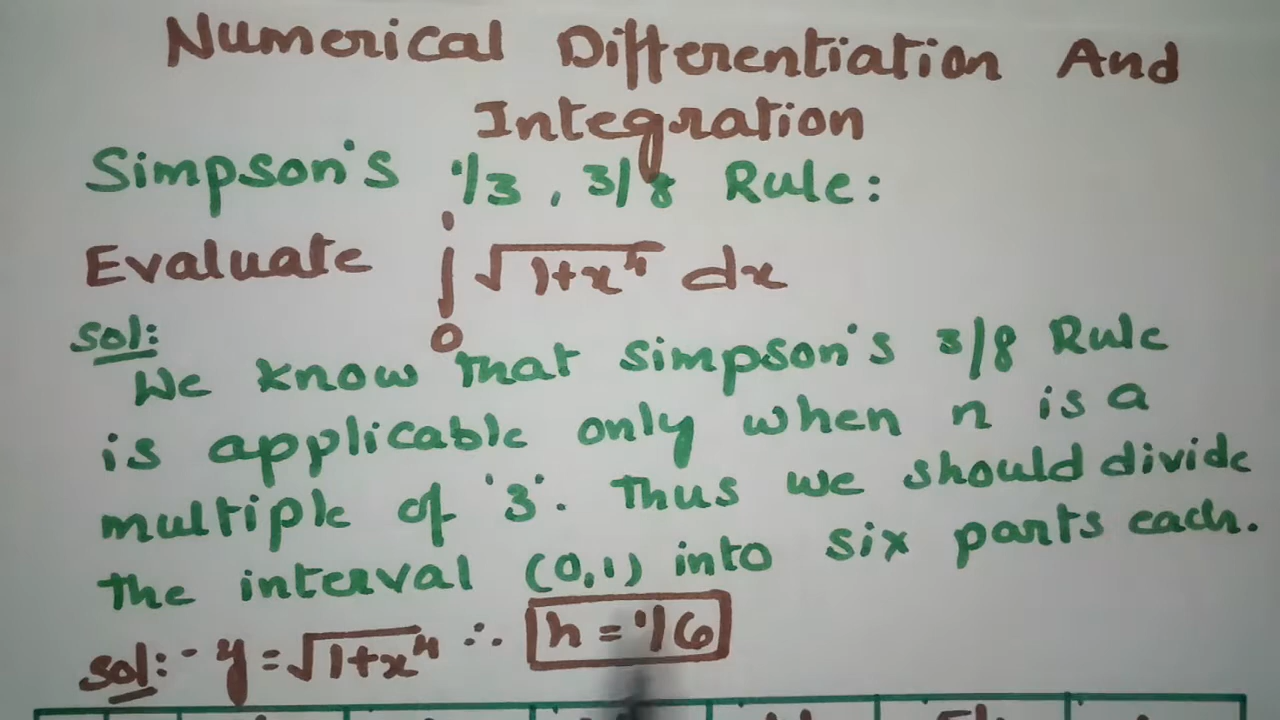 Numerical Differentiation And
Integration
Simpson's 1/3, 3/8 Rule:
Evaluate ∫₀¹ √1+x⁴ dx
Sol:
We know that Simpson's 3/8 Rule
is applicable only when n is a
multiple of '3'. Thus we should divide
the interval (0,1) into six parts each.
Sol:- y = √1+x⁴ ∴ h = 1/6